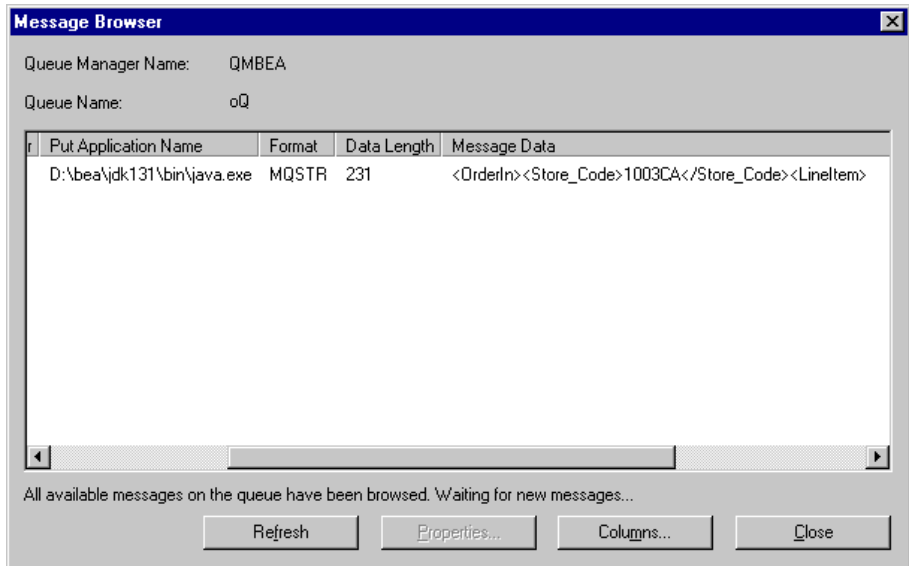 Message Browser
Queue Manager Name: QMBEA
Queue Name: oQ
r Put Application Name Format Data Length Message Data
D:\bea\jdk131\bin\java.exe MQSTR 231 <OrderIn><Store_Code>1003CA</Store_Code><LineItem>
All available messages on the queue have been browsed. Waiting for new messages...
Refresh Properties... Columns... Close